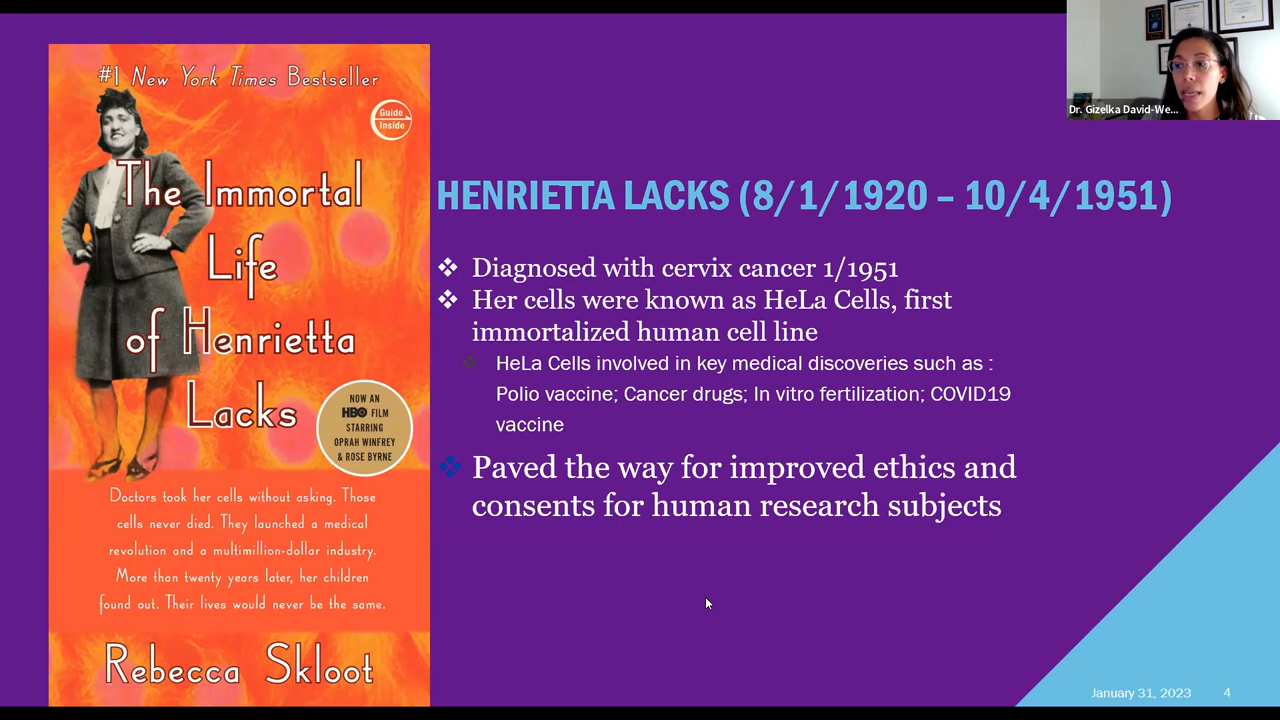 #1 New York Times Bestseller
Guide
Inside
The Immortal
Life
of Henrietta
Lacks
NOW AN
HBO FILM
STARRING
OPRAH WINFREY
& ROSE BYRNE
Doctors took her cells without asking. Those
cells never died. They launched a medical
revolution and a multimillion-dollar industry.
More than twenty years later, her children
found out. Their lives would never be the same.
Rebecca Skloot
Dr. Gizelka David-We...
HENRIETTA LACKS (8/1/1920 – 10/4/1951)
Diagnosed with cervix cancer 1/1951
Her cells were known as HeLa Cells, first
immortalized human cell line
HeLa Cells involved in key medical discoveries such as :
Polio vaccine; Cancer drugs; In vitro fertilization; COVID19
vaccine
Paved the way for improved ethics and
consents for human research subjects
January 31, 2023
4